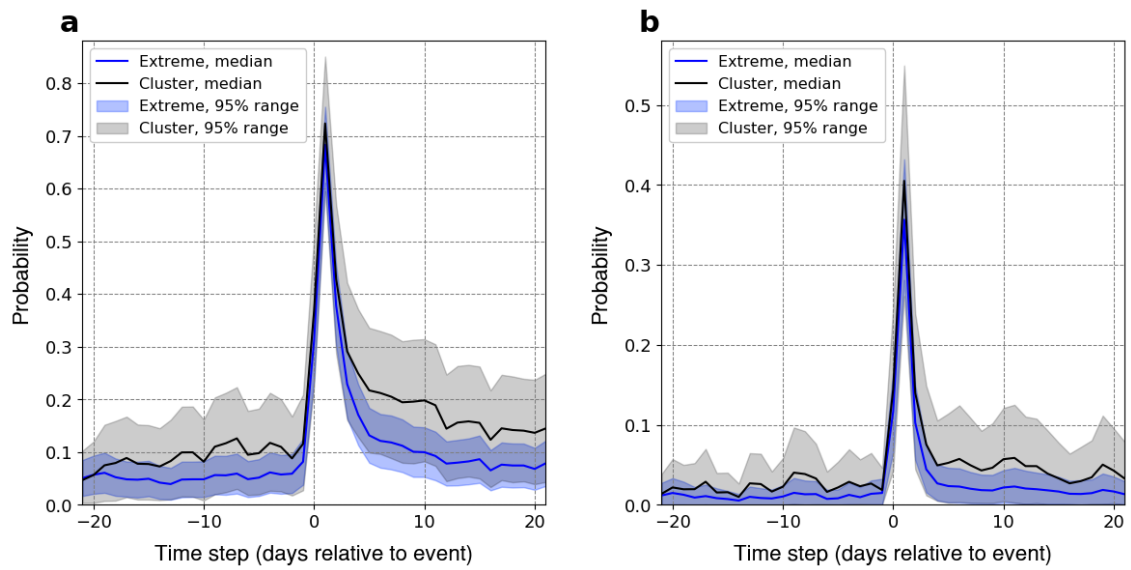 a
Extreme, median
Cluster, median
Extreme, 95% range
Cluster, 95% range
0.8
0.7
0.6
0.5
0.4
0.3
0.2
0.1
0.0
Probability
−20
−10
0
10
20
Time step (days relative to event)
b
Extreme, median
Cluster, median
Extreme, 95% range
Cluster, 95% range
0.5
0.4
0.3
0.2
0.1
0.0
Probability
−20
−10
0
10
20
Time step (days relative to event)